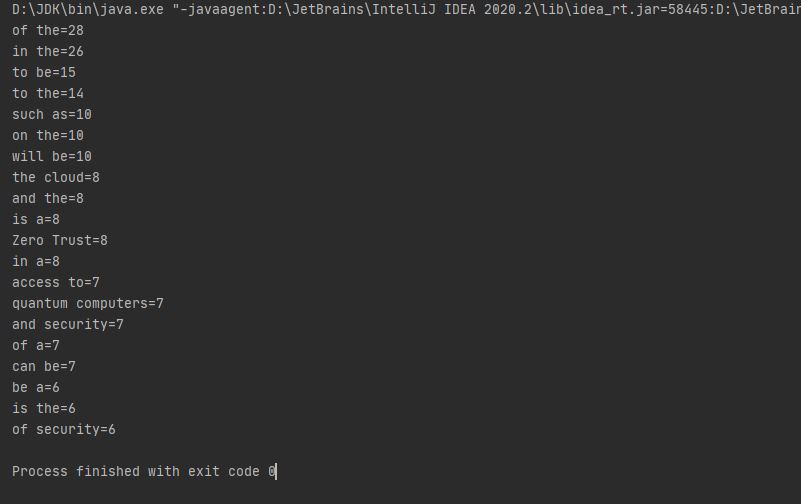 D:\JDK\bin\java.exe "-javaagent:D:\JetBrains\IntelliJ IDEA 2020.2\lib\idea_rt.jar=58445:D:\JetBrain
of the=28
in the=26
to be=15
to the=14
such as=10
on the=10
will be=10
the cloud=8
and the=8
is a=8
Zero Trust=8
in a=8
access to=7
quantum computers=7
and security=7
of a=7
can be=7
be a=6
is the=6
of security=6
Process finished with exit code 0